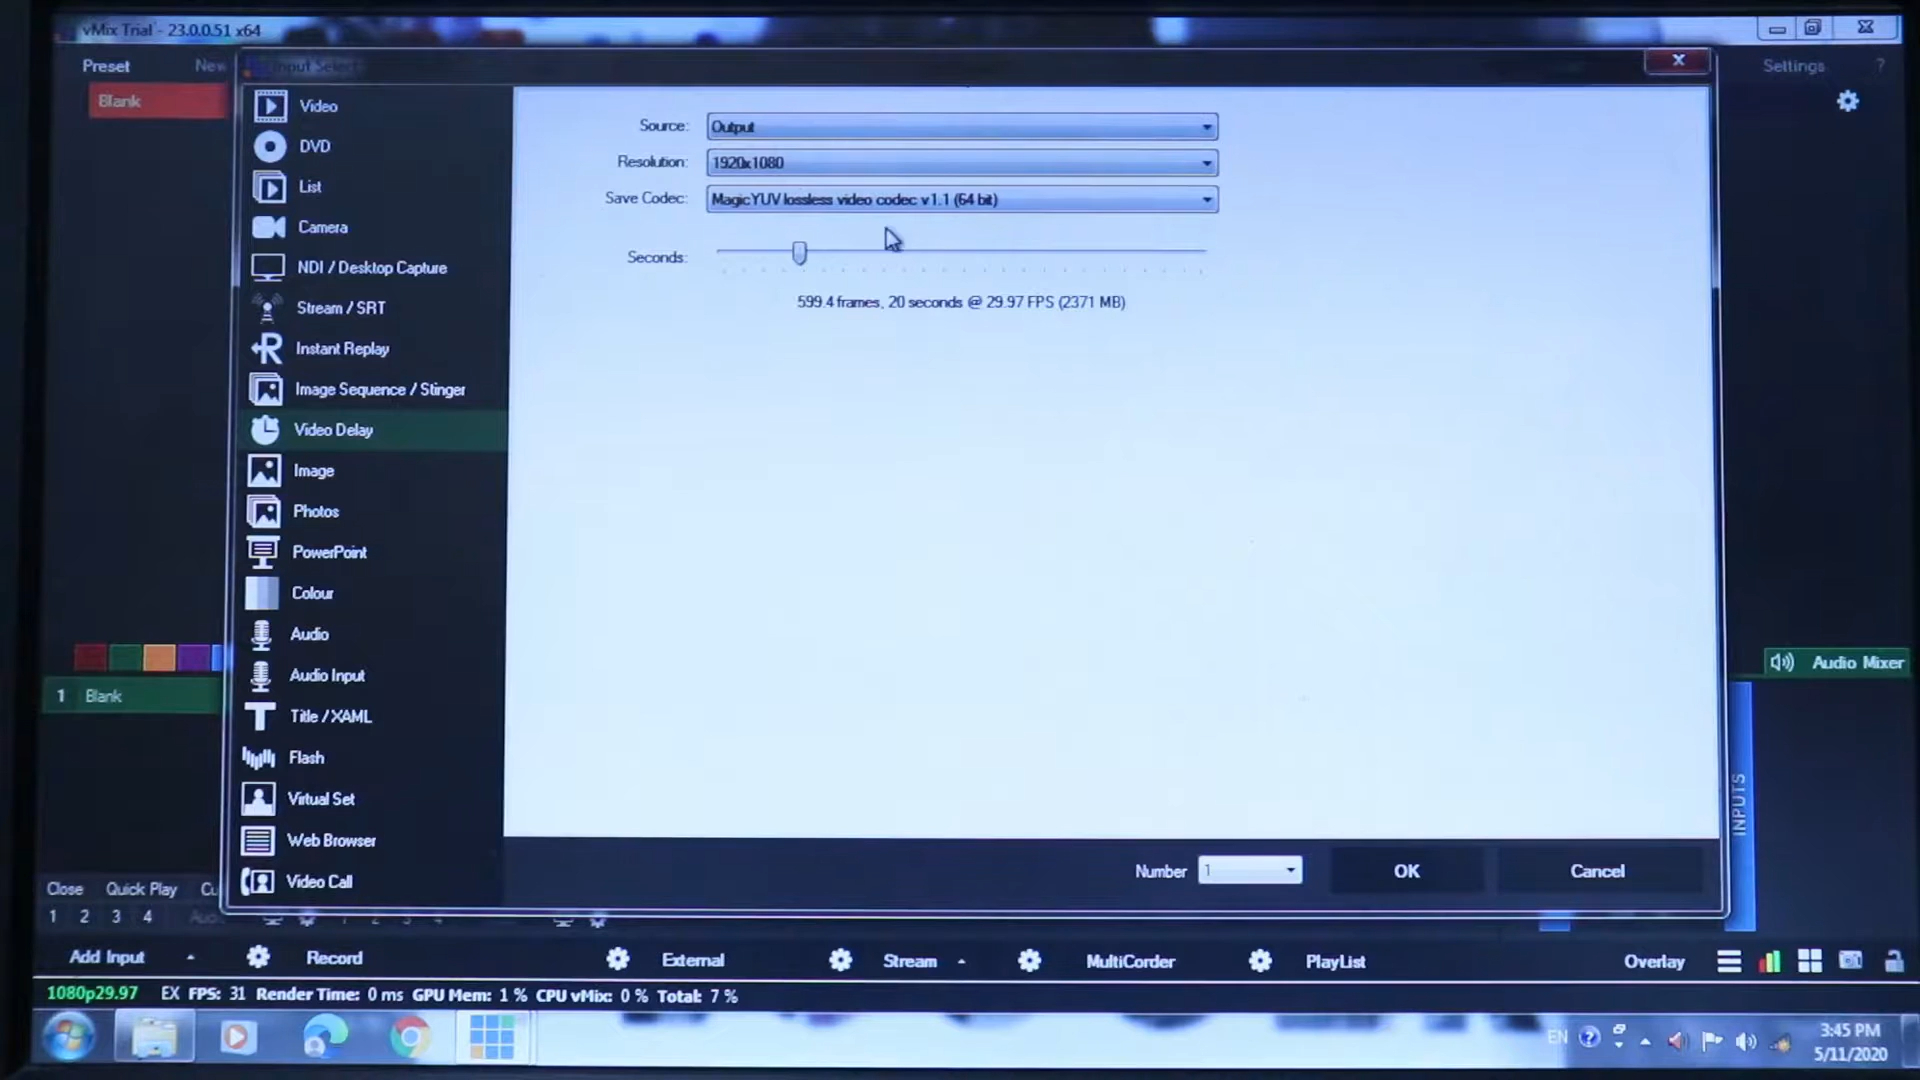 vMix Trial - 23.0.0.51 x64
Preset
New
Input Select
Settings
?
Blank
Video
DVD
List
Camera
NDI / Desktop Capture
Stream / SRT
Instant Replay
Image Sequence / Stinger
Video Delay
Image
Photos
PowerPoint
Colour
Audio
Audio Input
Title / XAML
Flash
Virtual Set
Web Browser
Video Call
Source: Output
Resolution: 1920x1080
Save Codec: MagicYUV lossless video codec v1.1 (64 bit)
Seconds:
599.4 frames, 20 seconds @ 29.97 FPS (2371 MB)
Audio Mixer
1 Blank
INPUTS
Number 1
OK
Cancel
Close Quick Play
1 2 3 4
Add Input
Record
External
Stream
MultiCorder
PlayList
Overlay
1080p29.97 EX FPS: 31 Render Time: 0 ms GPU Mem: 1 % CPU vMix: 0 % Total: 7 %
EN
3:45 PM
5/11/2020